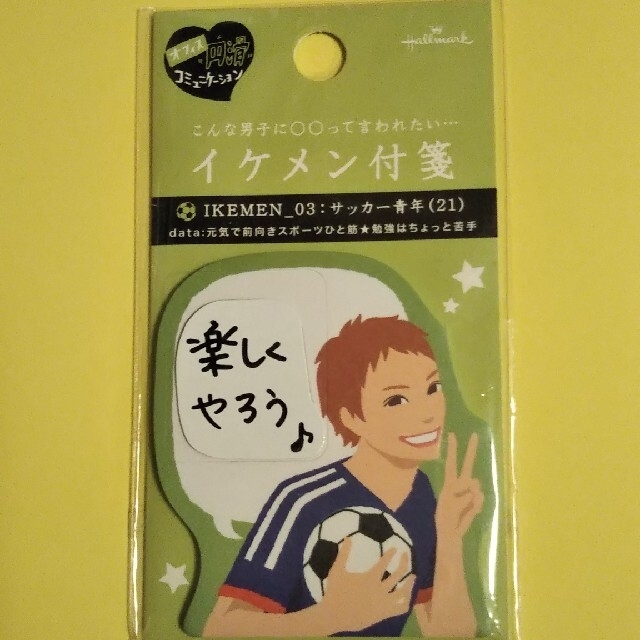 オフィス
円滑
コミュニケーション
Hallmark
こんな男子に○○って言われたい…
イケメン付箋
IKEMEN_03:サッカー青年(21)
data:元気で前向きスポーツひと筋★勉強はちょっと苦手
楽しく
やろう♪